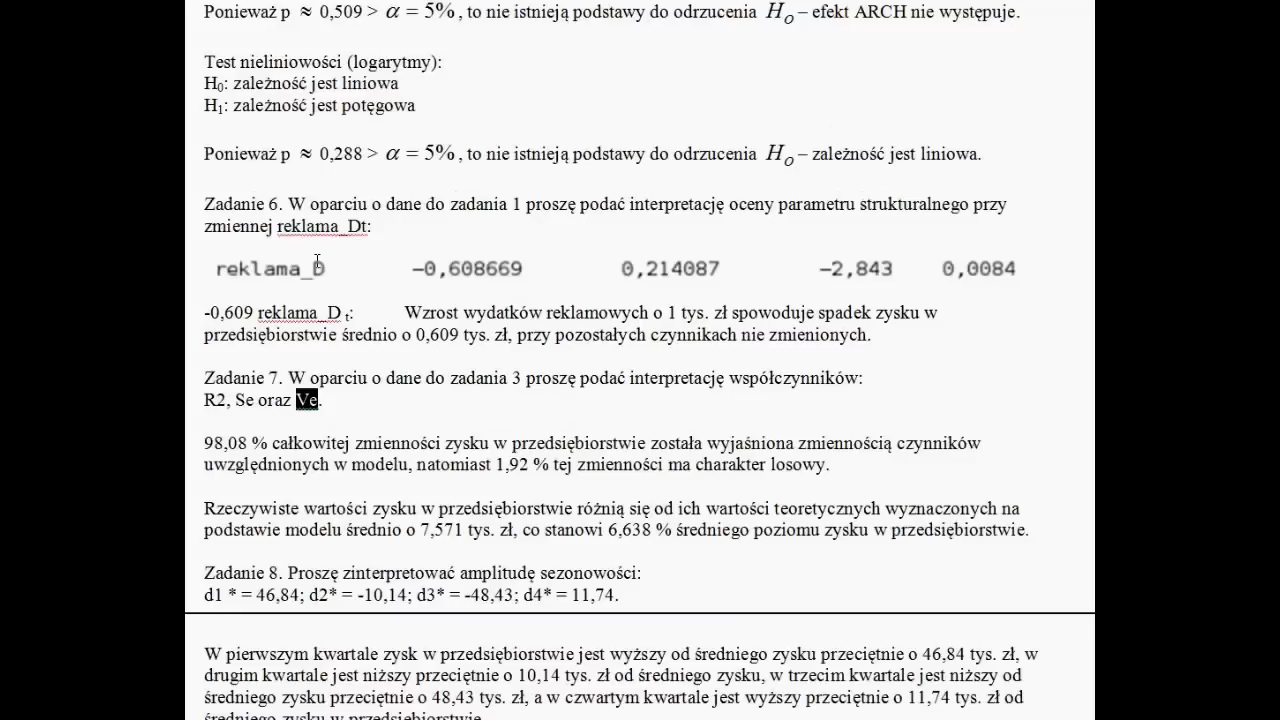 Ponieważ p ≈ 0,509 > α = 5%, to nie istnieją podstawy do odrzucenia H₀ – efekt ARCH nie występuje.
Test nieliniowości (logarytmy):
H₀: zależność jest liniowa
H₁: zależność jest potęgowa
Ponieważ p ≈ 0,288 > α = 5%, to nie istnieją podstawy do odrzucenia H₀ – zależność jest liniowa.
Zadanie 6. W oparciu o dane do zadania 1 proszę podać interpretację oceny parametru strukturalnego przy
zmiennej reklama_Dt:
reklama_D −0,608669 0,214087 −2,843 0,0084
-0,609 reklama_D ₜ: Wzrost wydatków reklamowych o 1 tys. zł spowoduje spadek zysku w
przedsiębiorstwie średnio o 0,609 tys. zł, przy pozostałych czynnikach nie zmienionych.
Zadanie 7. W oparciu o dane do zadania 3 proszę podać interpretację współczynników:
R2, Se oraz Ve.
98,08 % całkowitej zmienności zysku w przedsiębiorstwie została wyjaśniona zmiennością czynników
uwzględnionych w modelu, natomiast 1,92 % tej zmienności ma charakter losowy.
Rzeczywiste wartości zysku w przedsiębiorstwie różnią się od ich wartości teoretycznych wyznaczonych na
podstawie modelu średnio o 7,571 tys. zł, co stanowi 6,638 % średniego poziomu zysku w przedsiębiorstwie.
Zadanie 8. Proszę zinterpretować amplitudę sezonowości:
d1 * = 46,84; d2* = -10,14; d3* = -48,43; d4* = 11,74.
W pierwszym kwartale zysk w przedsiębiorstwie jest wyższy od średniego zysku przeciętnie o 46,84 tys. zł, w
drugim kwartale jest niższy przeciętnie o 10,14 tys. zł od średniego zysku, w trzecim kwartale jest niższy od
średniego zysku przeciętnie o 48,43 tys. zł, a w czwartym kwartale jest wyższy przeciętnie o 11,74 tys. zł od
średniego zysku w przedsiębiorstwie.